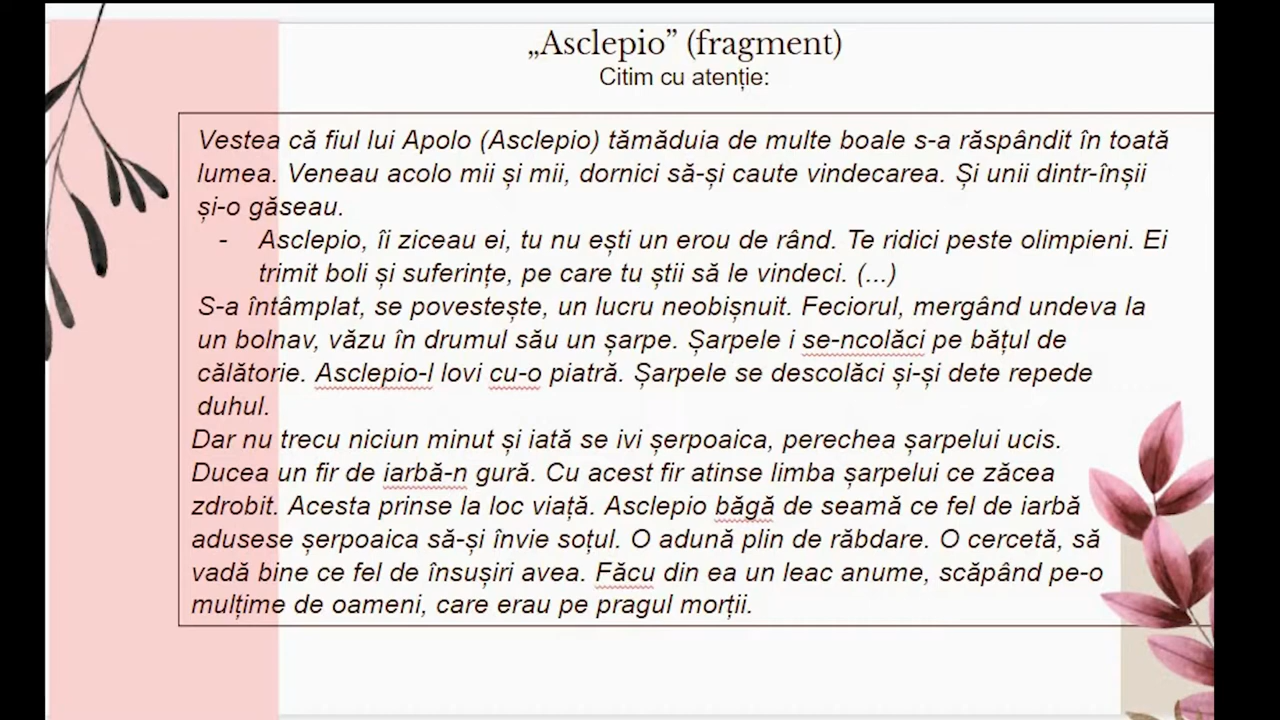 „Asclepio” (fragment)
Citim cu atenție:
Vestea că fiul lui Apolo (Asclepio) tămăduia de multe boale s-a răspândit în toată
lumea. Veneau acolo mii și mii, dornici să-și caute vindecarea. Și unii dintr-înșii
și-o găseau.
- Asclepio, îi ziceau ei, tu nu ești un erou de rând. Te ridici peste olimpieni. Ei
trimit boli și suferințe, pe care tu știi să le vindeci. (...)
S-a întâmplat, se povestește, un lucru neobișnuit. Feciorul, mergând undeva la
un bolnav, văzu în drumul său un șarpe. Șarpele i se-ncolăci pe bățul de
călătorie. Asclepio-l lovi cu-o piatră. Șarpele se descolăci și-și dete repede
duhul.
Dar nu trecu niciun minut și iată se ivi șerpoaica, perechea șarpelui ucis.
Ducea un fir de iarbă-n gură. Cu acest fir atinse limba șarpelui ce zăcea
zdrobit. Acesta prinse la loc viață. Asclepio băgă de seamă ce fel de iarbă
adusese șerpoaica să-și învie soțul. O adună plin de răbdare. O cercetă, să
vadă bine ce fel de însușiri avea. Făcu din ea un leac anume, scăpând pe-o
mulțime de oameni, care erau pe pragul morții.